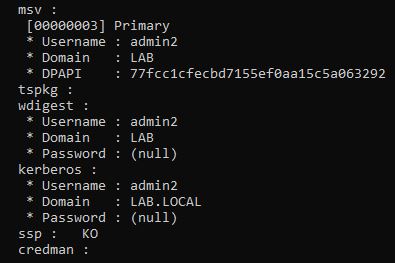 msv :
[00000003] Primary
* Username : admin2
* Domain : LAB
* DPAPI : 77fcc1cfecbd7155ef0aa15c5a063292
tspkg :
wdigest :
* Username : admin2
* Domain : LAB
* Password : (null)
kerberos :
* Username : admin2
* Domain : LAB.LOCAL
* Password : (null)
ssp : KO
credman :